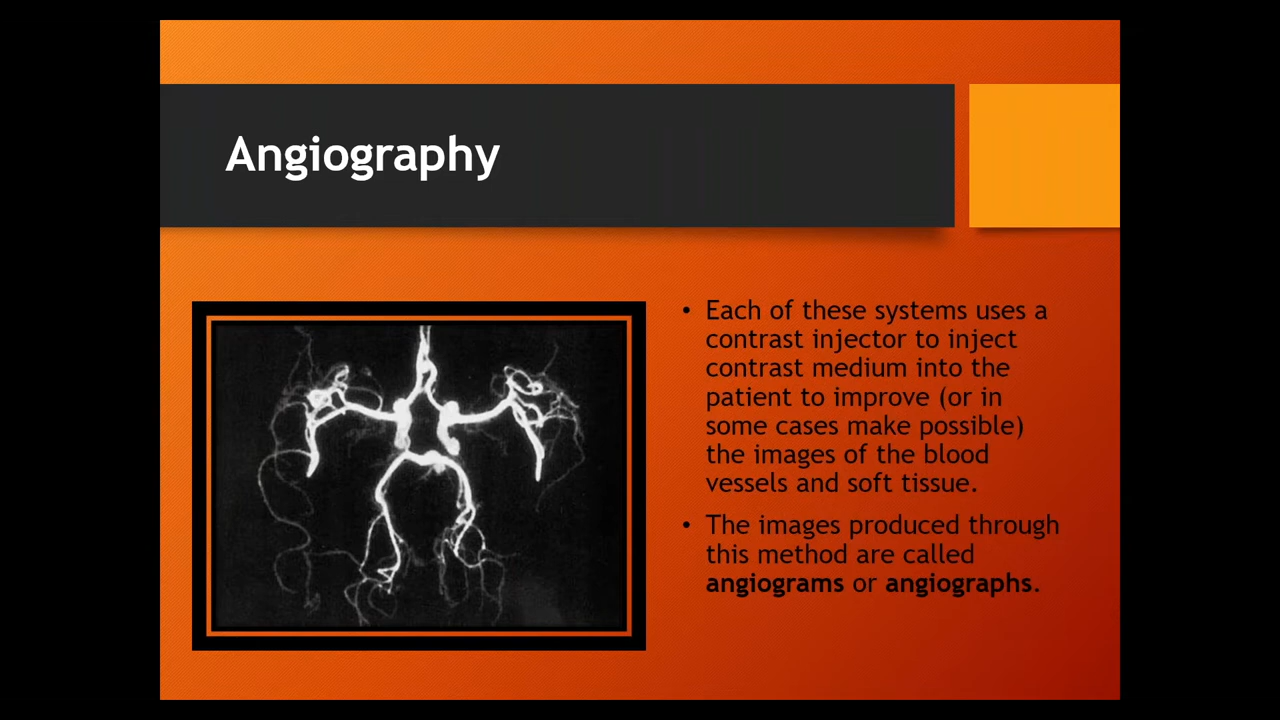 Angiography
• Each of these systems uses a
contrast injector to inject
contrast medium into the
patient to improve (or in
some cases make possible)
the images of the blood
vessels and soft tissue.
• The images produced through
this method are called
angiograms or angiographs.